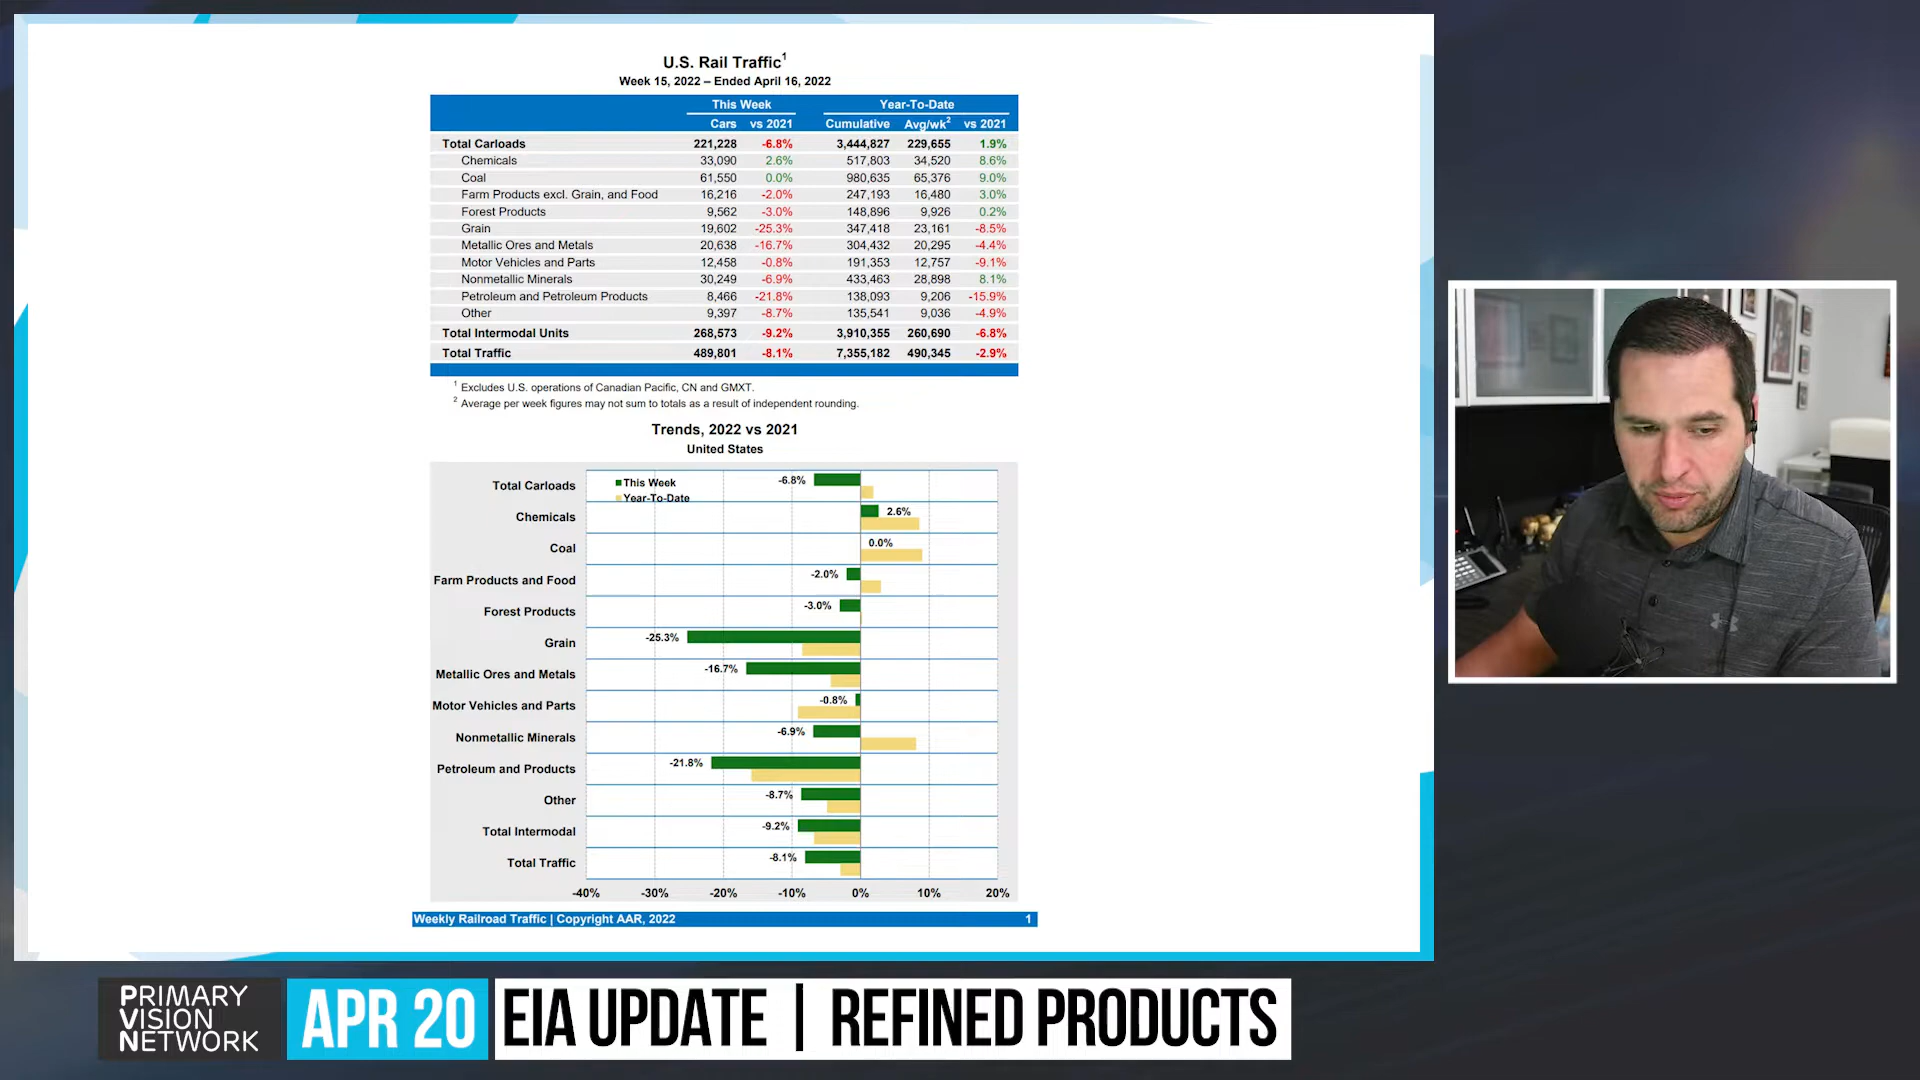 U.S. Rail Traffic1
Week 15, 2022 – Ended April 16, 2022
This Week Year-To-Date
Cars vs 2021 Cumulative Avg/wk2 vs 2021
Total Carloads 221,228 -6.8% 3,444,827 229,655 1.9%
Chemicals 33,090 2.6% 517,803 34,520 8.6%
Coal 61,550 0.0% 980,635 65,376 9.0%
Farm Products excl. Grain, and Food 16,216 -2.0% 247,193 16,480 3.0%
Forest Products 9,562 -3.0% 148,896 9,926 0.2%
Grain 19,602 -25.3% 347,418 23,161 -8.5%
Metallic Ores and Metals 20,638 -16.7% 304,432 20,295 -4.4%
Motor Vehicles and Parts 12,458 -0.8% 191,353 12,757 -9.1%
Nonmetallic Minerals 30,249 -6.9% 433,463 28,898 8.1%
Petroleum and Petroleum Products 8,466 -21.8% 138,093 9,206 -15.9%
Other 9,397 -8.7% 135,541 9,036 -4.9%
Total Intermodal Units 268,573 -9.2% 3,910,355 260,690 -6.8%
Total Traffic 489,801 -8.1% 7,355,182 490,345 -2.9%
1 Excludes U.S. operations of Canadian Pacific, CN and GMXT.
2 Average per week figures may not sum to totals as a result of independent rounding.
Trends, 2022 vs 2021
United States
This Week
Year-To-Date
Total Carloads -6.8%
Chemicals 2.6%
Coal 0.0%
Farm Products and Food -2.0%
Forest Products -3.0%
Grain -25.3%
Metallic Ores and Metals -16.7%
Motor Vehicles and Parts -0.8%
Nonmetallic Minerals -6.9%
Petroleum and Products -21.8%
Other -8.7%
Total Intermodal -9.2%
Total Traffic -8.1%
-40% -30% -20% -10% 0% 10% 20%
Weekly Railroad Traffic | Copyright AAR, 2022 1
PRIMARY
VISION
NETWORK
APR 20
EIA UPDATE | REFINED PRODUCTS